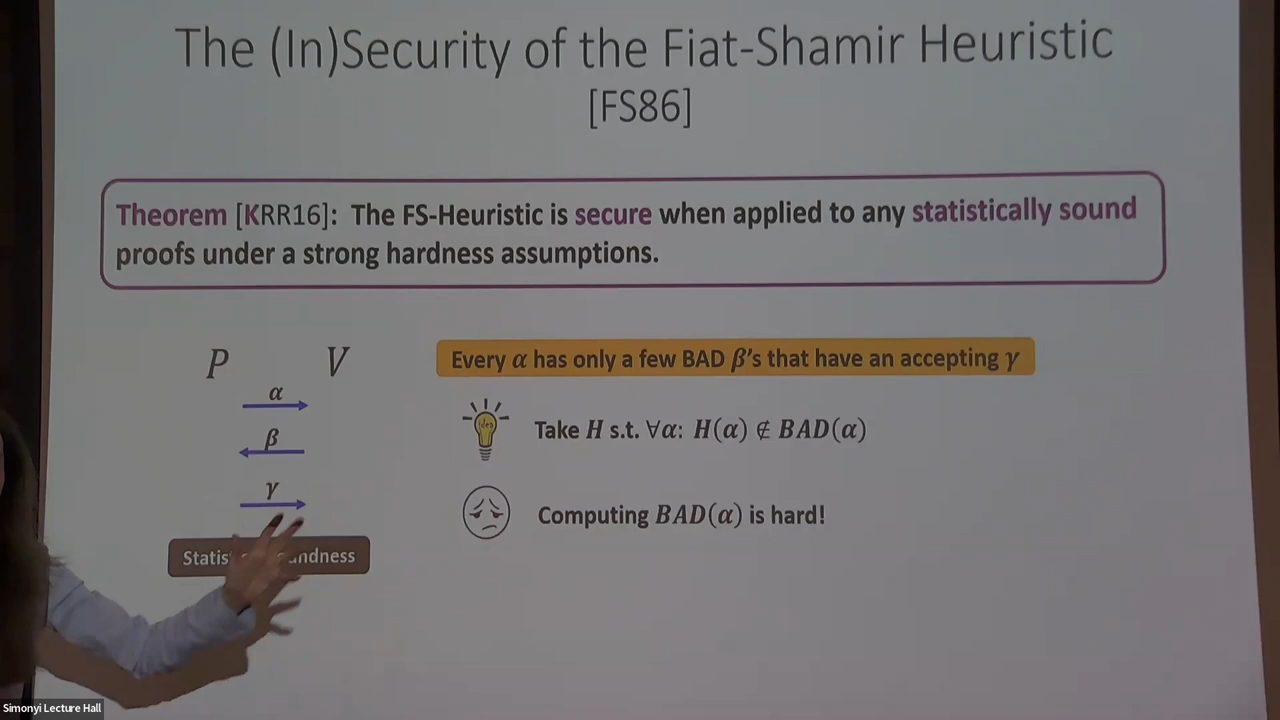 The (In)Security of the Fiat-Shamir Heuristic
[FS86]
Theorem [KRR16]: The FS-Heuristic is secure when applied to any statistically sound
proofs under a strong hardness assumptions.
P V
α
β
γ
Every α has only a few BAD β's that have an accepting γ
idea
Take H s.t. ∀α: H(α) ∉ BAD(α)
Computing BAD(α) is hard!
Simonyi Lecture Hall